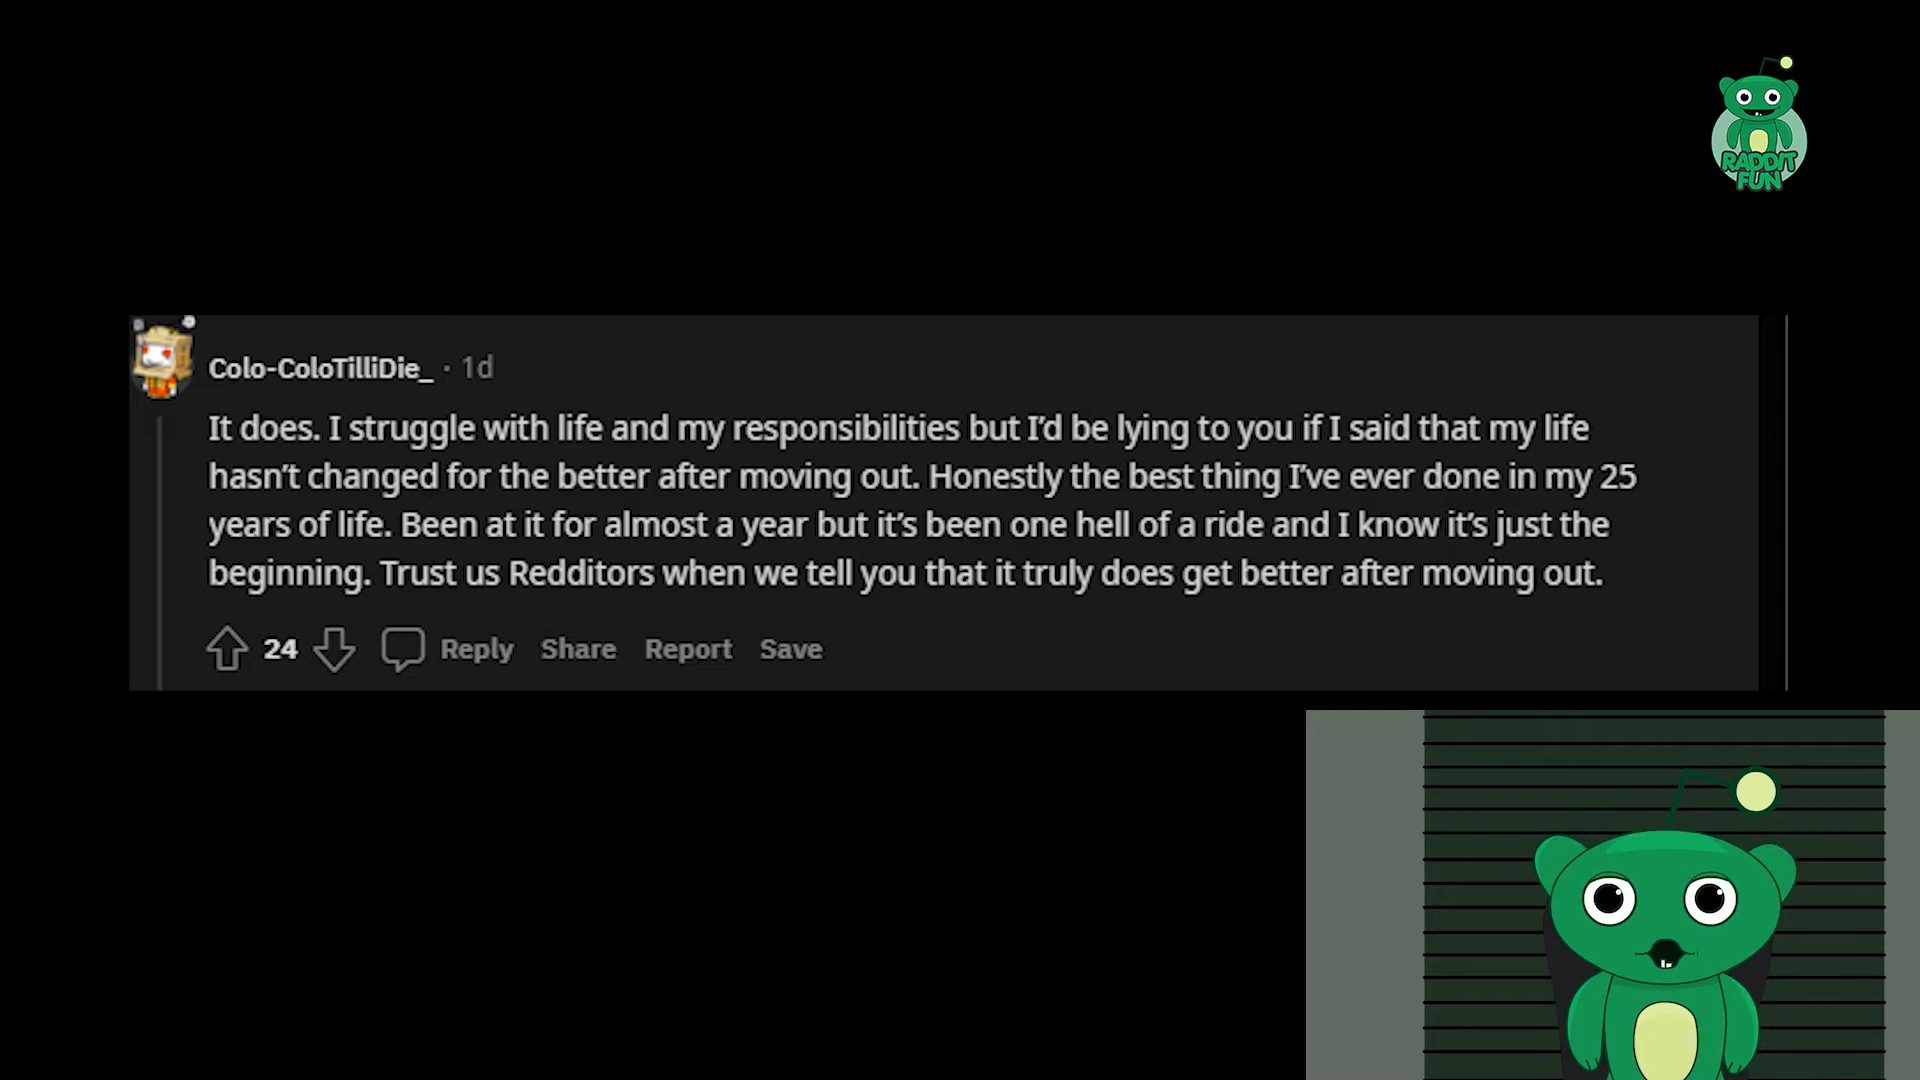 RADDIT
FUN
Colo-ColoTilliDie_ · 1d
It does. I struggle with life and my responsibilities but I’d be lying to you if I said that my life
hasn’t changed for the better after moving out. Honestly the best thing I’ve ever done in my 25
years of life. Been at it for almost a year but it’s been one hell of a ride and I know it’s just the
beginning. Trust us Redditors when we tell you that it truly does get better after moving out.
24 Reply Share Report Save